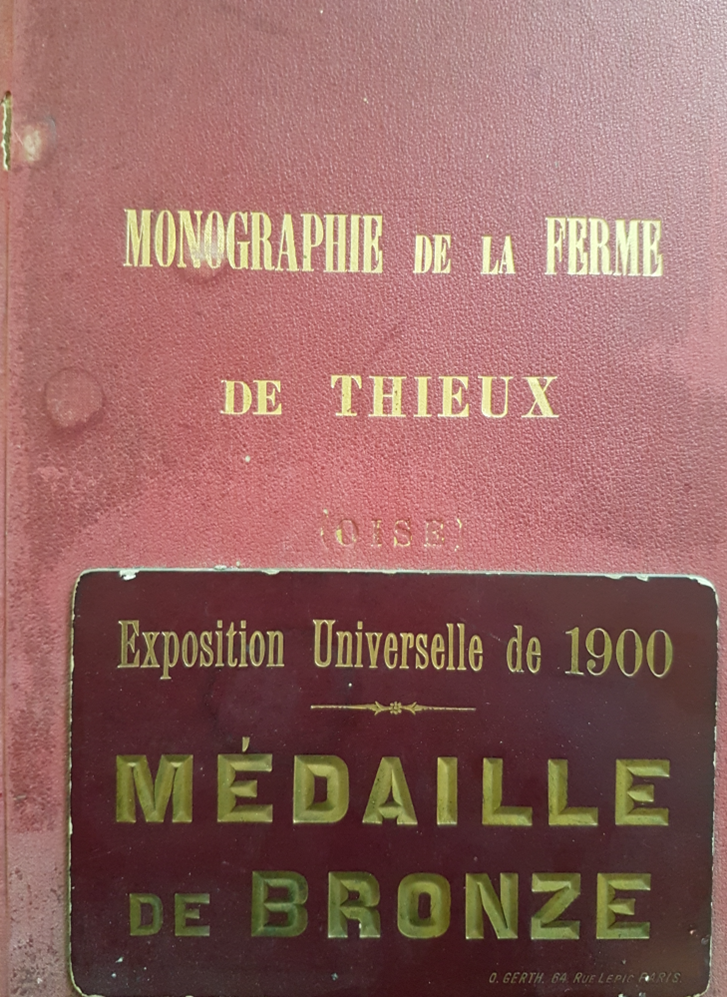 MONOGRAPHIE DE LA FERME
DE THIEUX
(OISE)
Exposition Universelle de 1900
MÉDAILLE
DE BRONZE
O. GERTH, 64, RUE LEPIC PARIS.